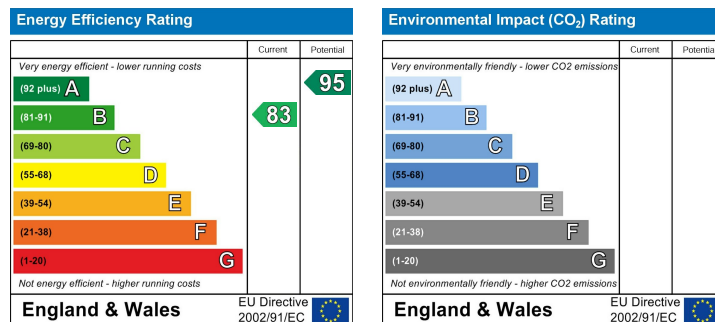 Energy Efficiency Rating
Current Potential
Very energy efficient - lower running costs
(92 plus) A
95
(81-91) B
83
(69-80) C
(55-68) D
(39-54) E
(21-38) F
(1-20) G
Not energy efficient - higher running costs
England & Wales
EU Directive
2002/91/EC
Environmental Impact (CO₂) Rating
Current Potential
Very environmentally friendly - lower CO2 emissions
(92 plus) A
(81-91) B
(69-80) C
(55-68) D
(39-54) E
(21-38) F
(1-20) G
Not environmentally friendly - higher CO2 emissions
England & Wales
EU Directive
2002/91/EC